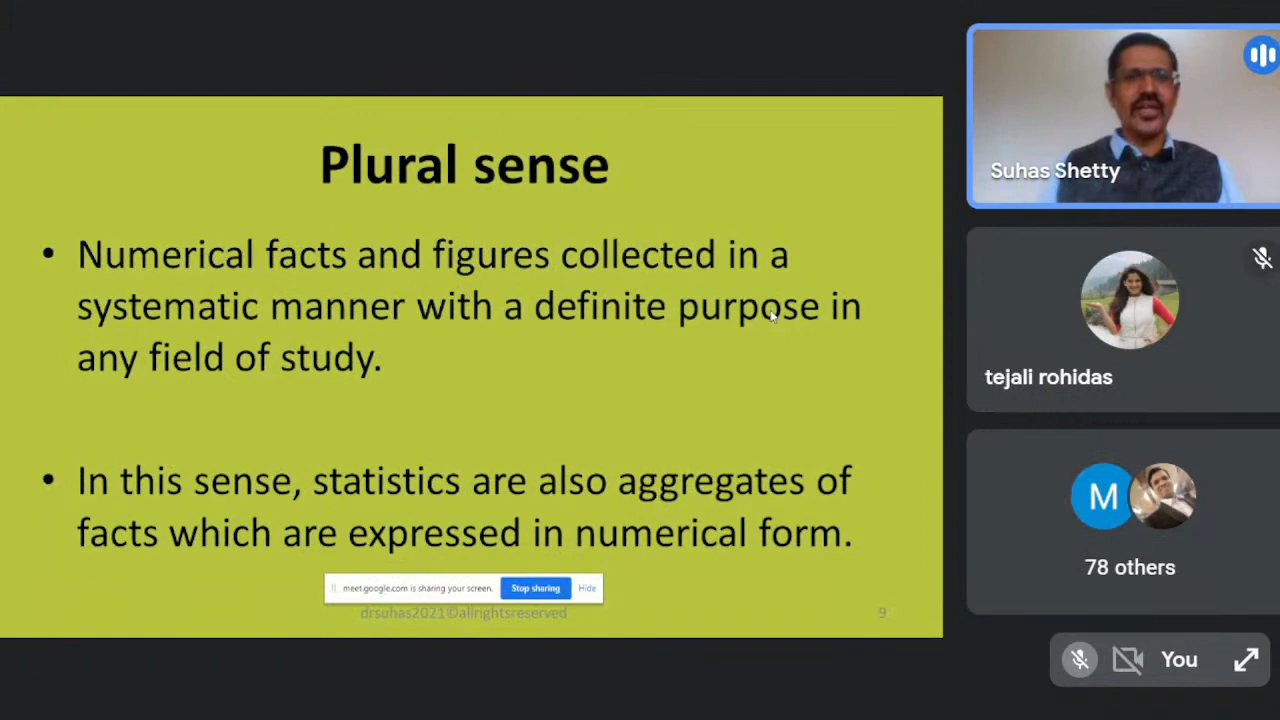 Plural sense
• Numerical facts and figures collected in a
systematic manner with a definite purpose in
any field of study.
• In this sense, statistics are also aggregates of
facts which are expressed in numerical form.
meet.google.com is sharing your screen. Stop sharing Hide
drsuhas2021©allrightsreserved 9
Suhas Shetty
tejali rohidas
M
78 others
You